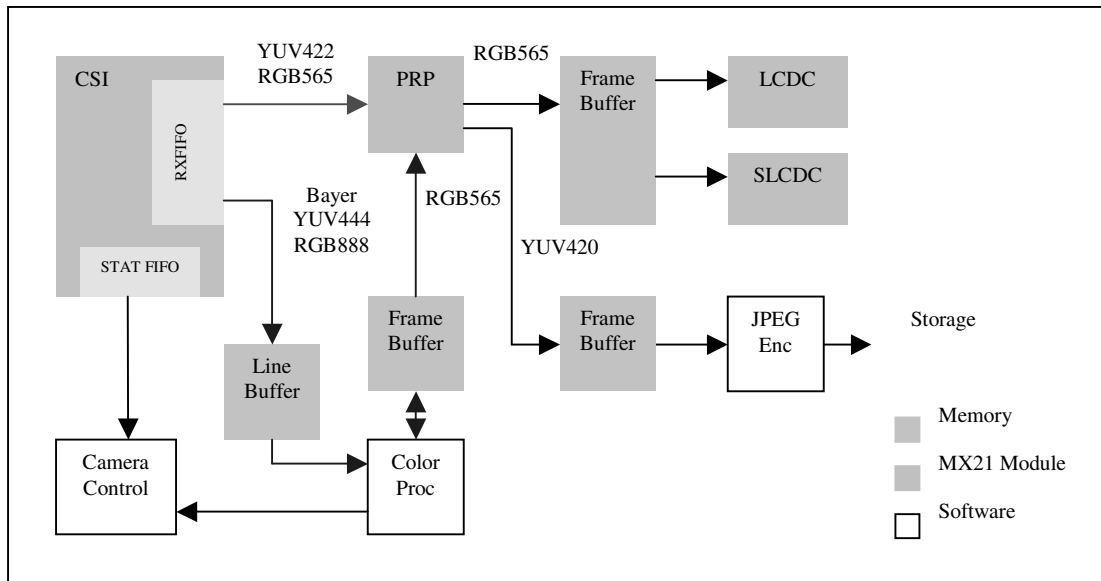 CSI
RXFIFO
STAT FIFO
YUV422
RGB565
PRP
RGB565
Frame
Buffer
LCDC
SLCDC
Bayer
YUV444
RGB888
RGB565
YUV420
Line
Buffer
Frame
Buffer
Frame
Buffer
JPEG
Enc
Storage
Camera
Control
Color
Proc
Memory
MX21 Module
Software